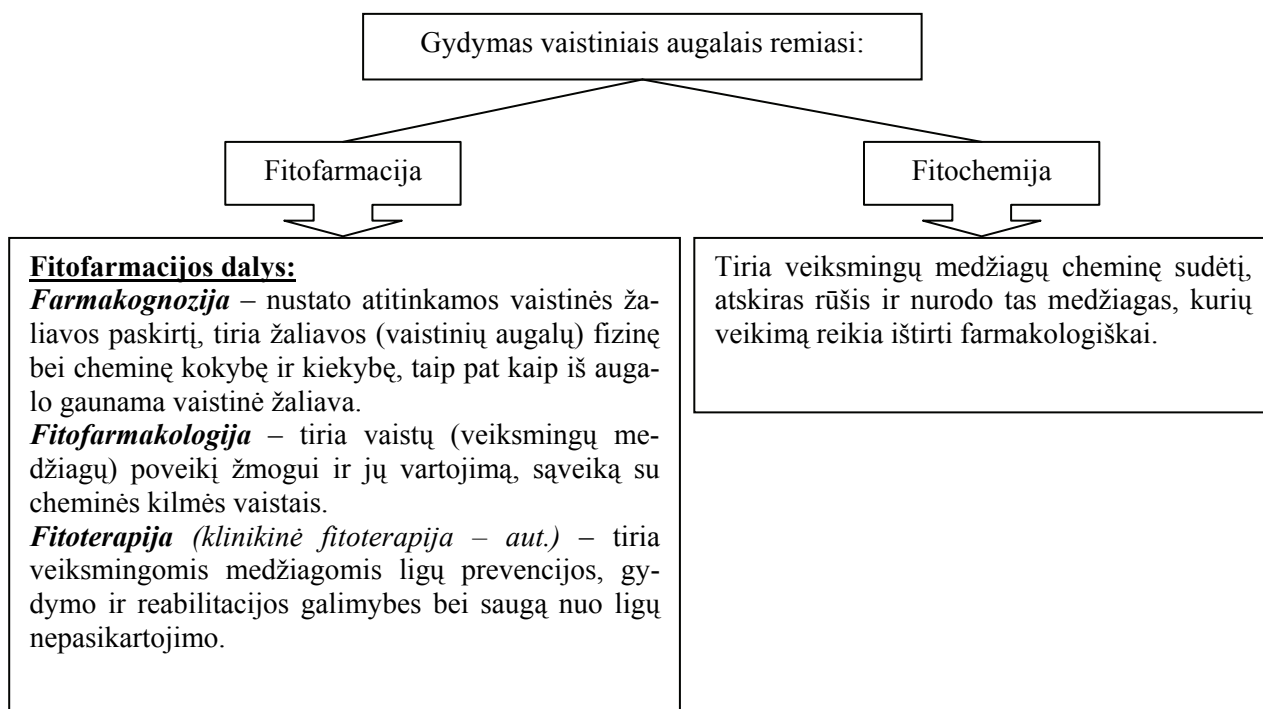 Gydymas vaistiniais augalais remiasi:
Fitofarmacija
Fitochemija
Fitofarmacijos dalys:
Farmakognozija – nustato atitinkamos vaistinės ža-
liavos paskirtį, tiria žaliavos (vaistinių augalų) fizinę
bei cheminę kokybę ir kiekybę, taip pat kaip iš auga-
lo gaunama vaistinė žaliava.
Fitofarmakologija – tiria vaistų (veiksmingų me-
džiagų) poveikį žmogui ir jų vartojimą, sąveiką su
cheminės kilmės vaistais.
Fitoterapija (klinikinė fitoterapija – aut.) – tiria
veiksmingomis medžiagomis ligų prevencijos, gy-
dymo ir reabilitacijos galimybes bei saugą nuo ligų
nepasikartojimo.
Tiria veiksmingų medžiagų cheminę sudėtį,
atskiras rūšis ir nurodo tas medžiagas, kurių
veikimą reikia ištirti farmakologiškai.